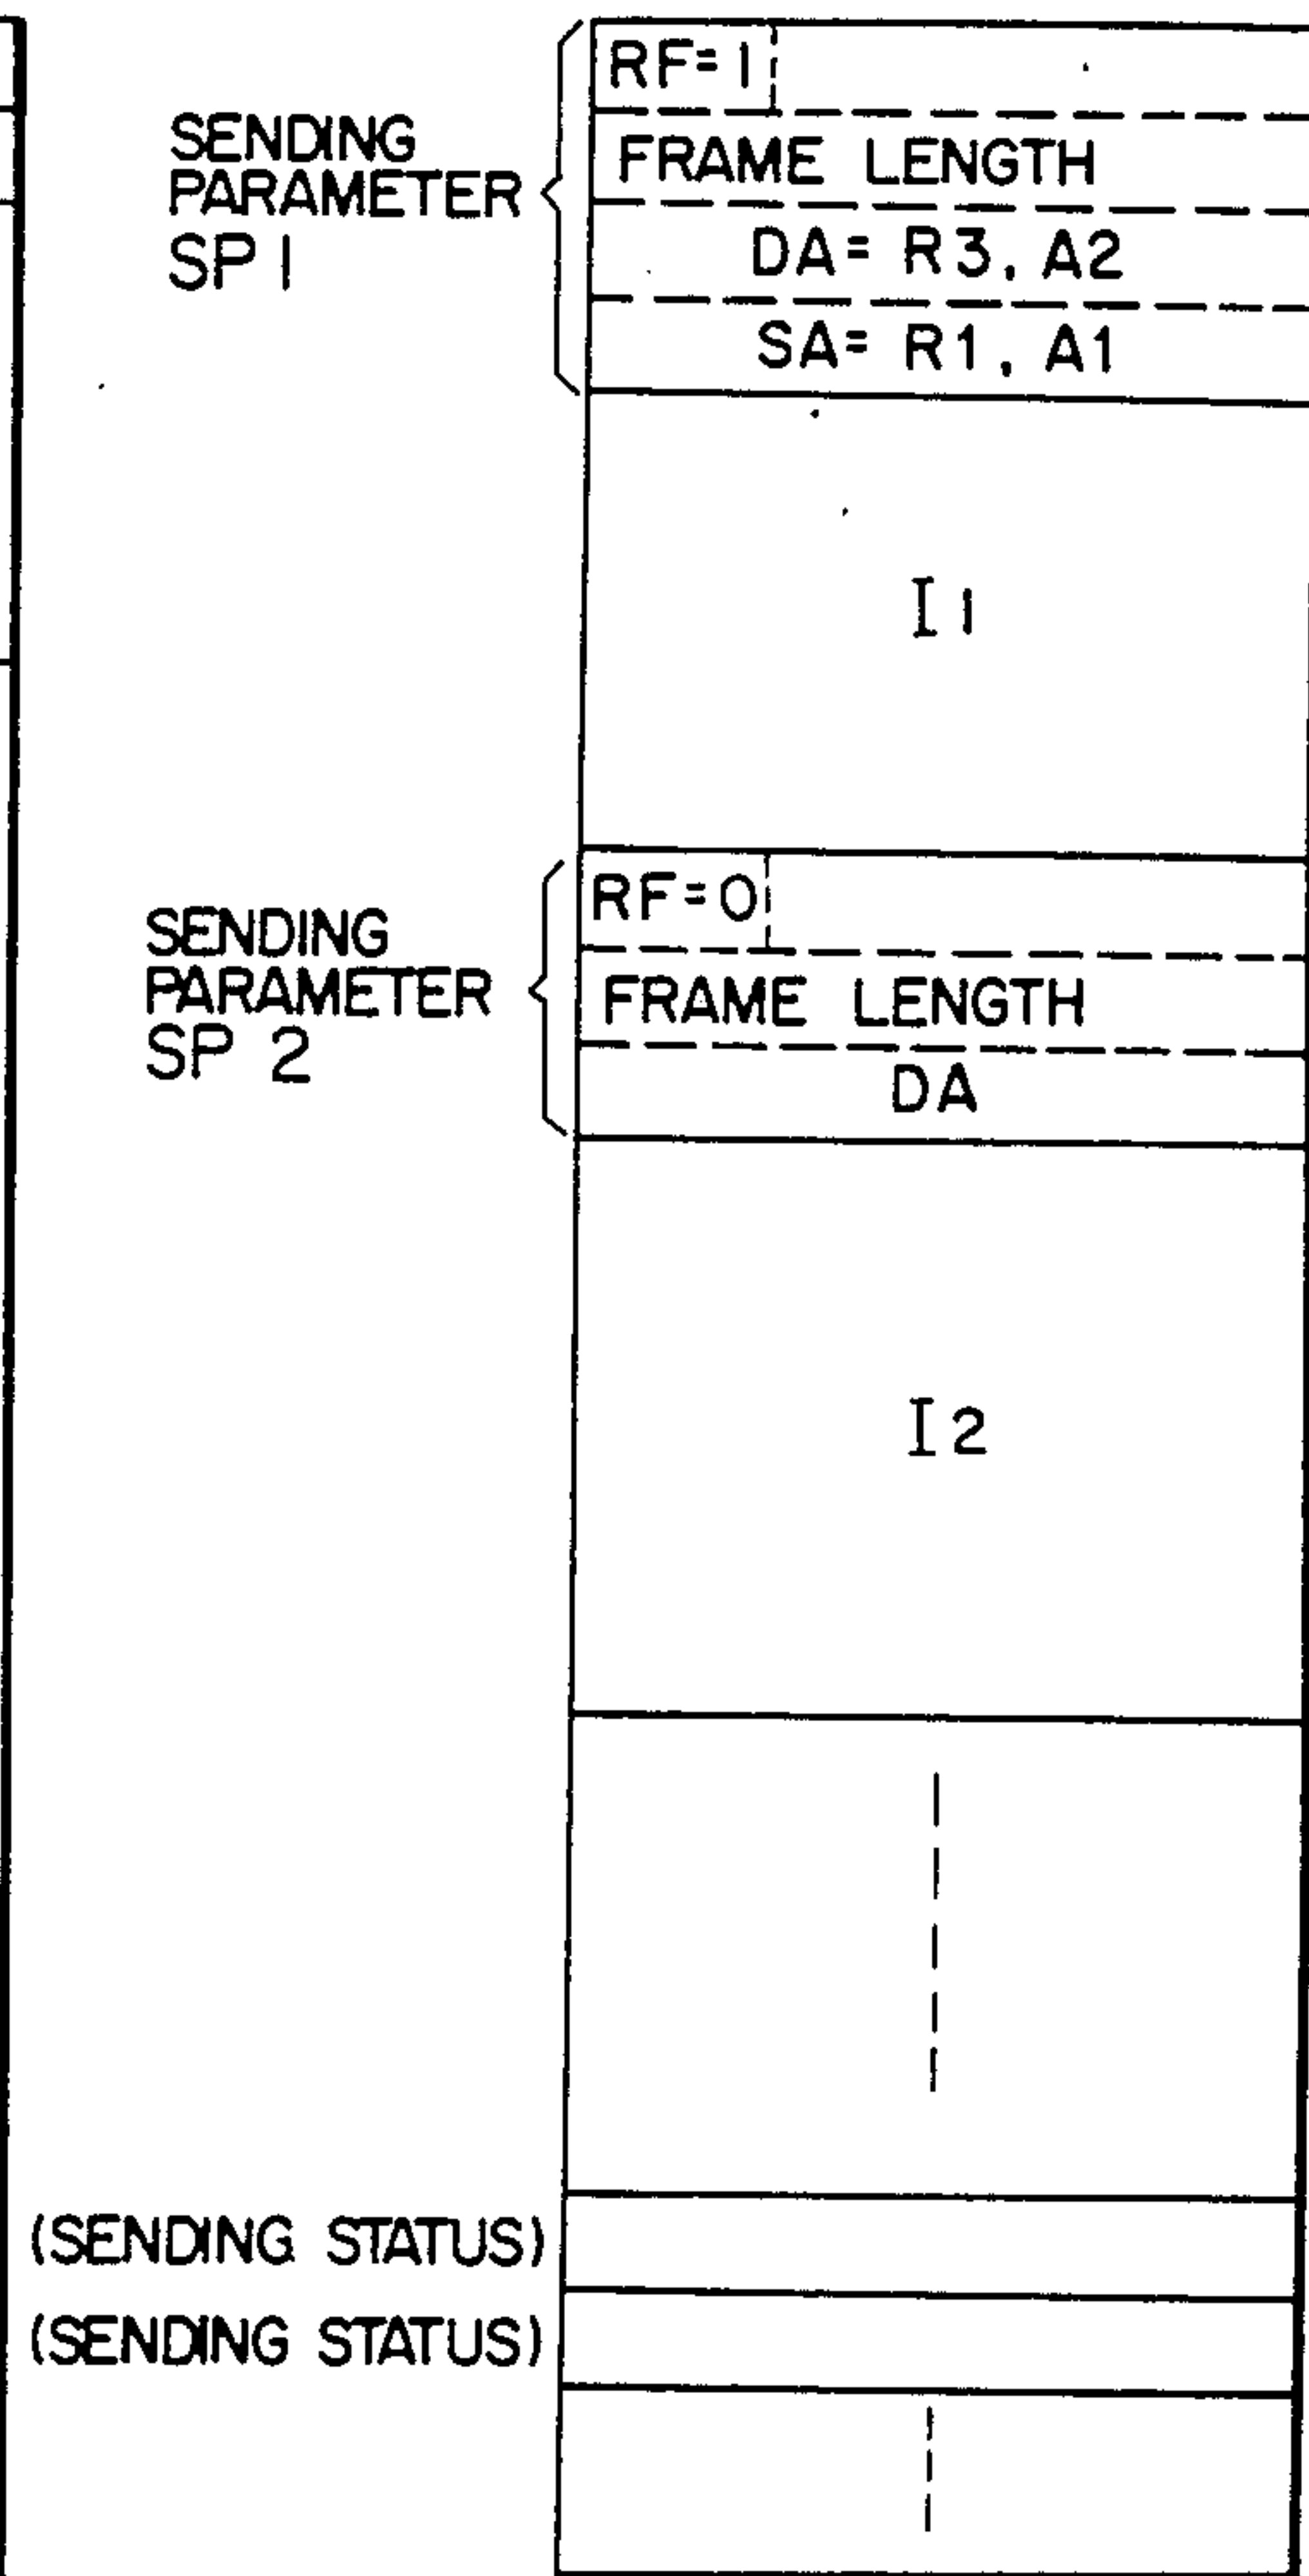 RF=1
SENDING
PARAMETER
SP 1
FRAME LENGTH
DA= R3, A2
SA= R1, A1
I1
RF=0
SENDING
PARAMETER
SP 2
FRAME LENGTH
DA
I2
(SENDING STATUS)
(SENDING STATUS)